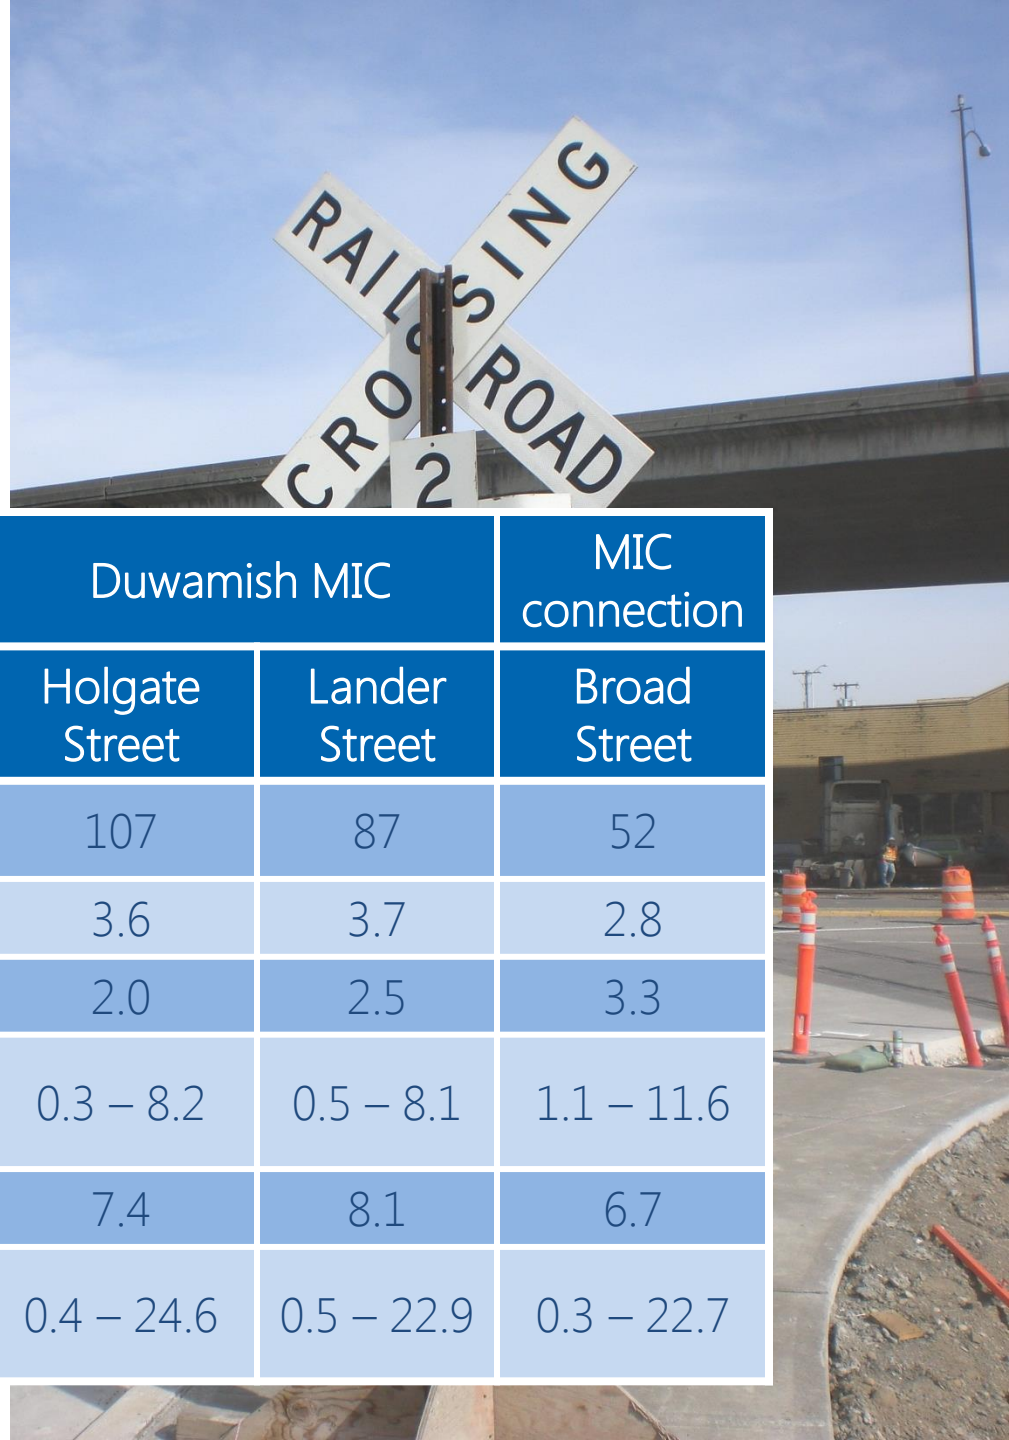 RAILROAD
CROSSING
2
Duwamish MIC
MIC
connection
Holgate
Street
Lander
Street
Broad
Street
107 87 52
3.6 3.7 2.8
2.0 2.5 3.3
0.3 – 8.2 0.5 – 8.1 1.1 – 11.6
7.4 8.1 6.7
0.4 – 24.6 0.5 – 22.9 0.3 – 22.7